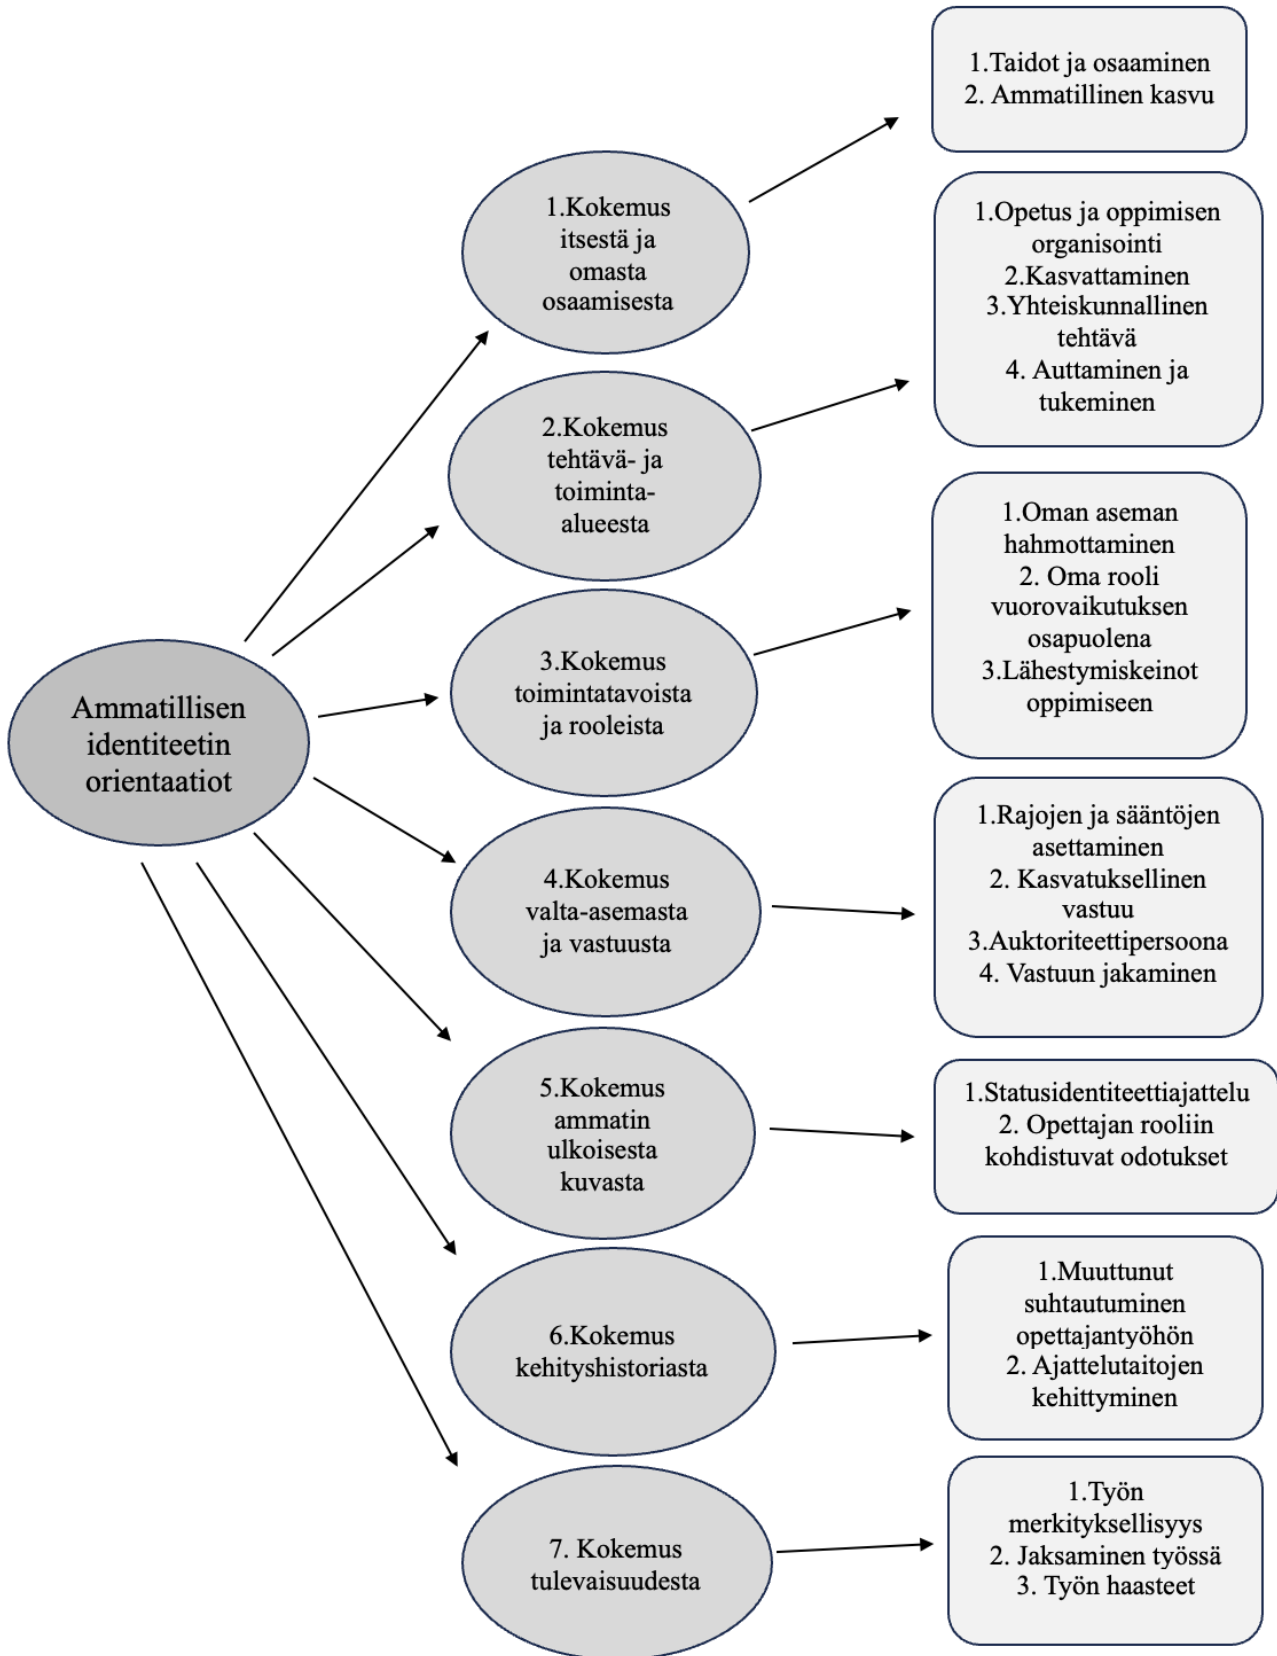 Ammatillisen
identiteetin
orientaatiot
1.Kokemus
itsestä ja
omasta
osaamisesta
1.Taidot ja osaaminen
2. Ammatillinen kasvu
2.Kokemus
tehtävä- ja
toiminta-
alueesta
1.Opetus ja oppimisen
organisointi
2.Kasvattaminen
3.Yhteiskunnallinen
tehtävä
4. Auttaminen ja
tukeminen
3.Kokemus
toimintatavoista
ja rooleista
1.Oman aseman
hahmottaminen
2. Oma rooli
vuorovaikutuksen
osapuolena
3.Lähestymiskeinot
oppimiseen
4.Kokemus
valta-asemasta
ja vastuusta
1.Rajojen ja sääntöjen
asettaminen
2. Kasvatuksellinen
vastuu
3.Auktoriteettipersoona
4. Vastuun jakaminen
5.Kokemus
ammatin
ulkoisesta
kuvasta
1.Statusidentiteettiajattelu
2. Opettajan rooliin
kohdistuvat odotukset
6.Kokemus
kehityshistoriasta
1.Muuttunut
suhtautuminen
opettajantyöhön
2. Ajattelutaitojen
kehittyminen
7. Kokemus
tulevaisuudesta
1.Työn
merkityksellisyys
2. Jaksaminen työssä
3. Työn haasteet